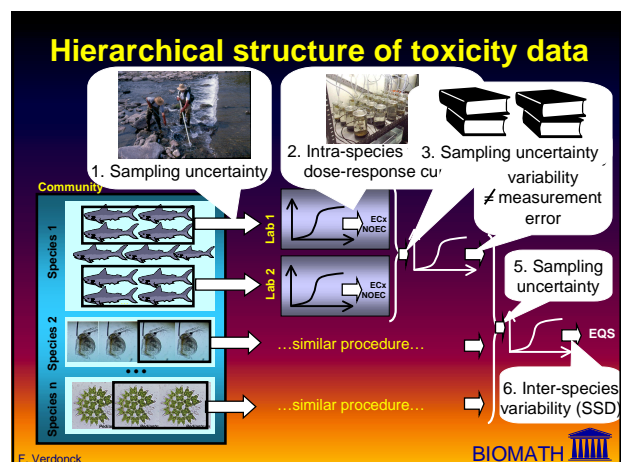 Hierarchical structure of toxicity data
1. Sampling uncertainty
2. Intra-species
dose-response cu
3. Sampling uncertainty
variability
≠ measurement
error
Community
Species 1
Lab 1
ECx
NOEC
Lab 2
ECx
NOEC
5. Sampling
uncertainty
Species 2
…similar procedure…
EQS
Species n
…similar procedure…
6. Inter-species
variability (SSD)
F. Verdonck
BIOMATH